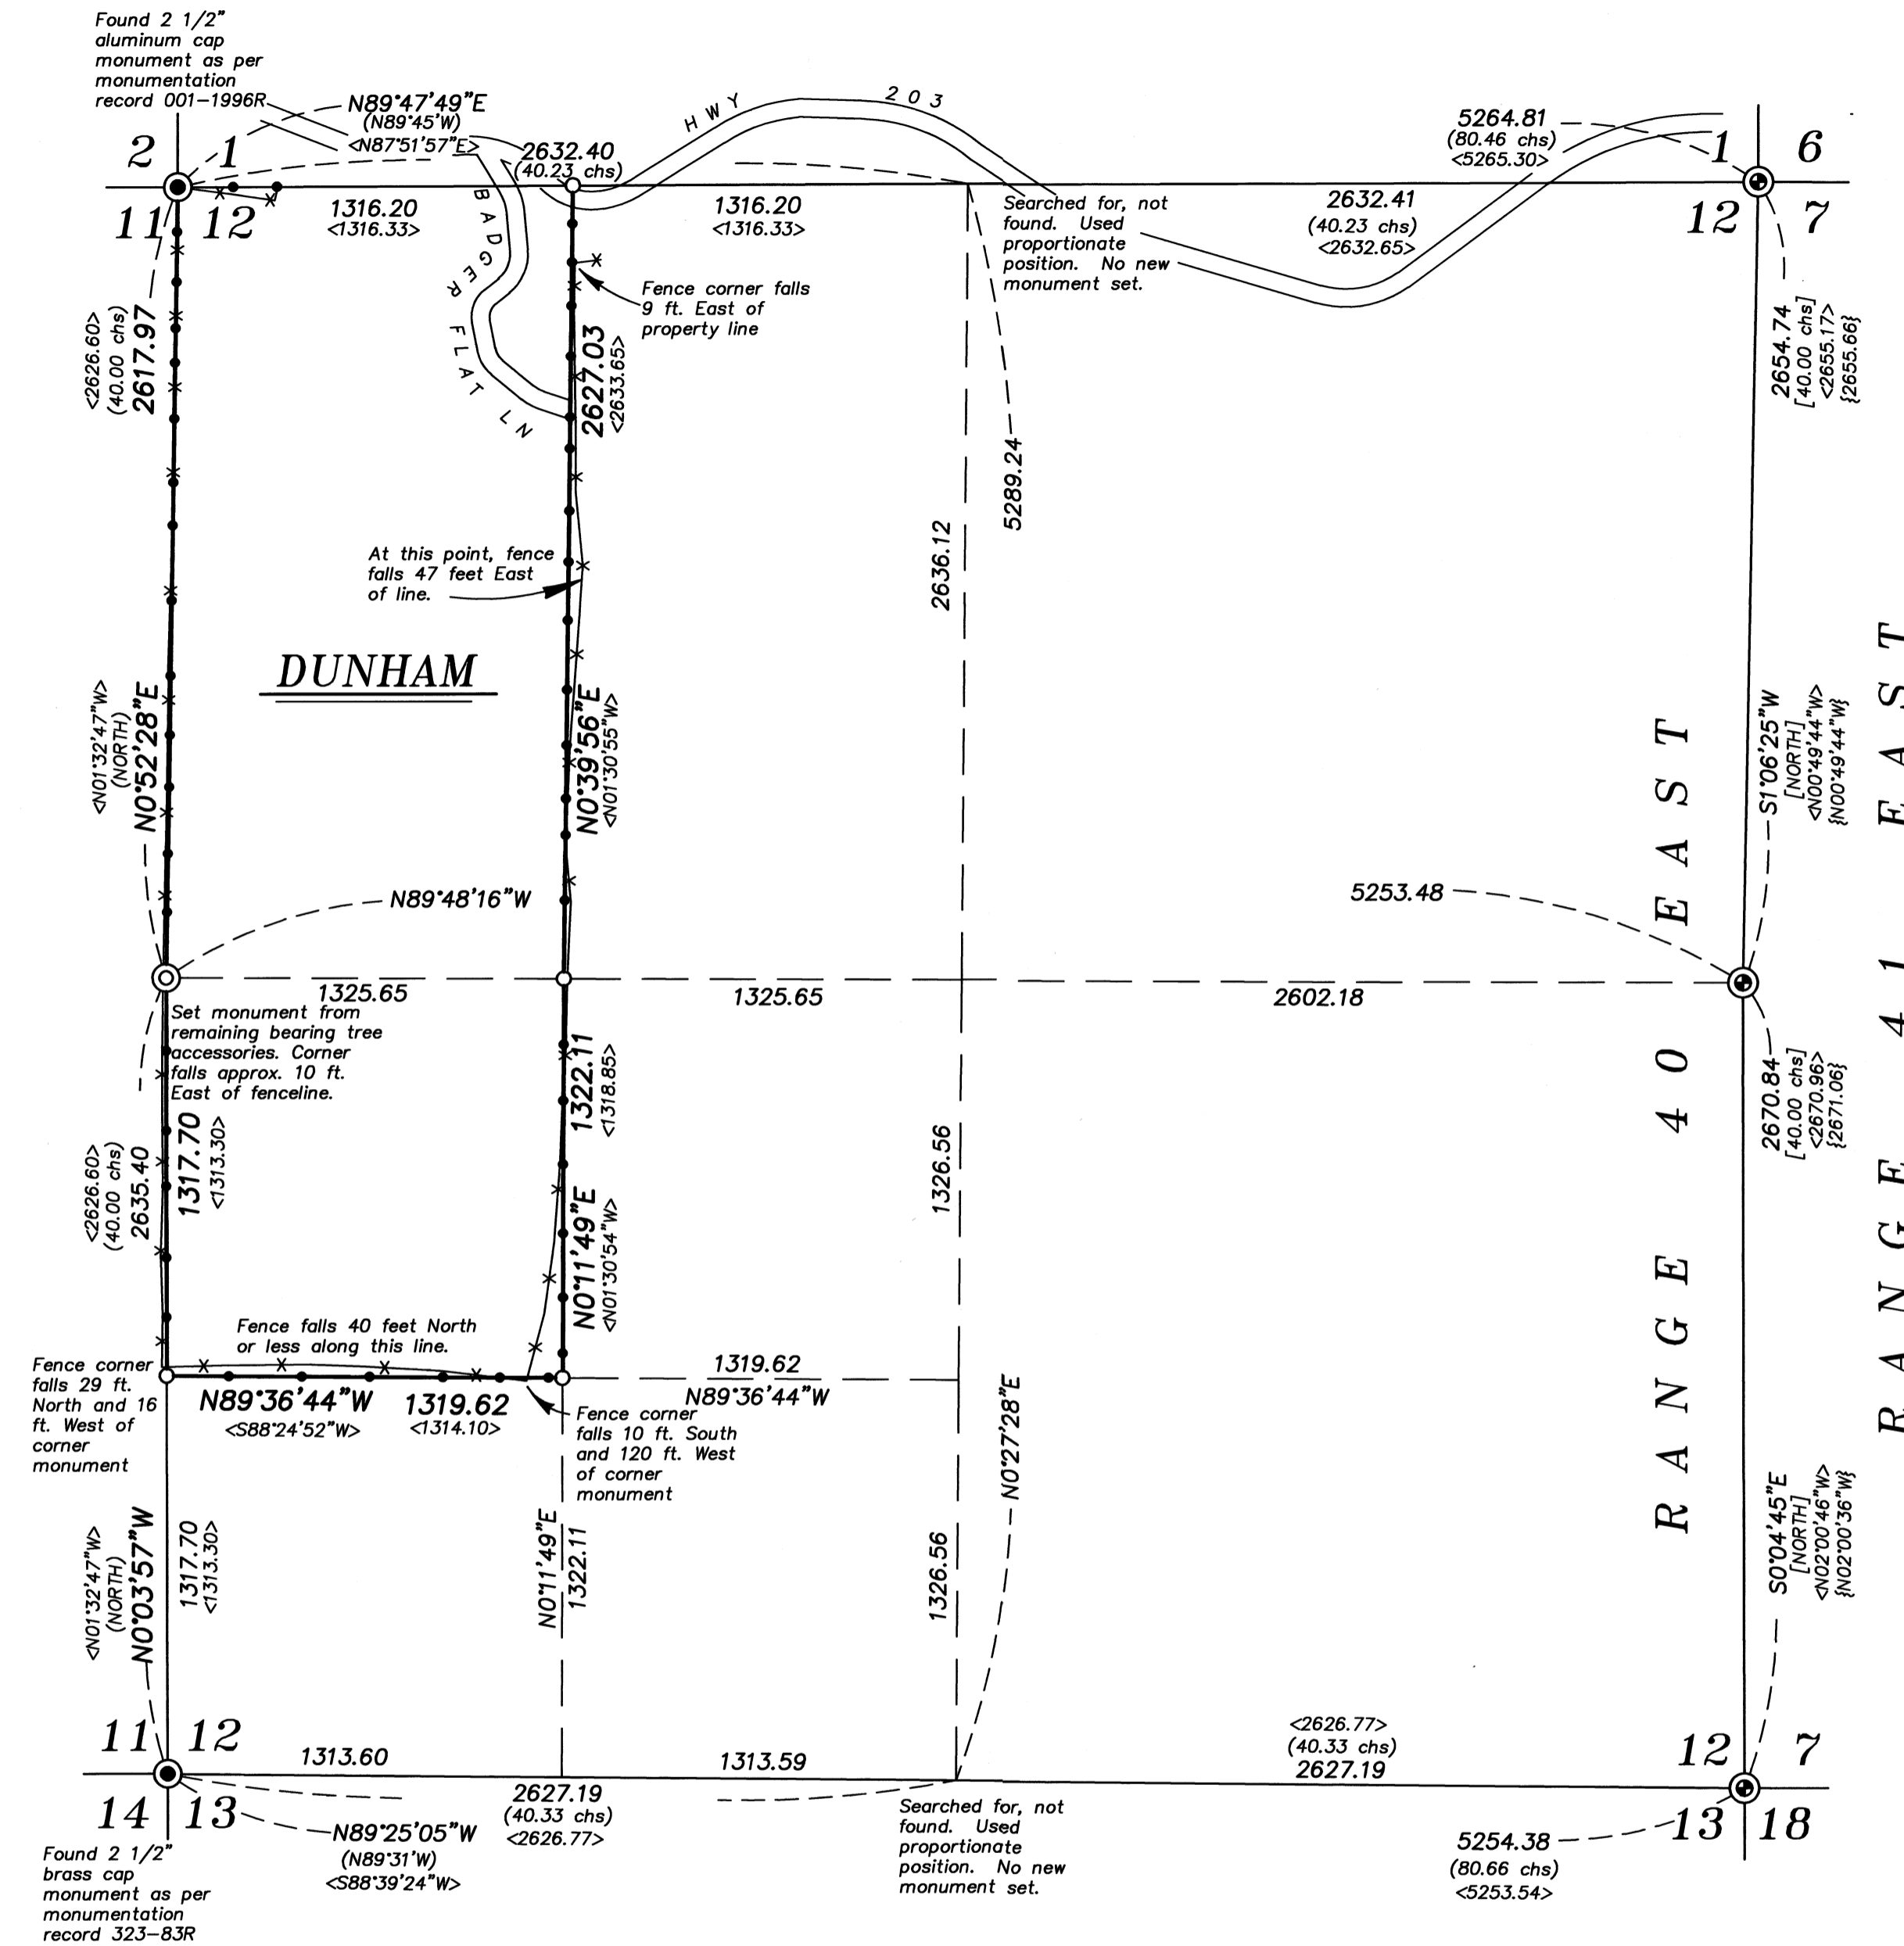 Found 2 1/2"
aluminum cap
monument as per
monumentation
record 001-1996R
N89°47'49"E
(N89°45'W)
<N87°51'57"E>
2632.40
(40.23 chs)
HWY 203
5264.81
(80.46 chs)
<5265.30>
2
1
11
12
1
6
12
7
1316.20
<1316.33>
1316.20
<1316.33>
2632.41
(40.23 chs)
<2632.65>
Searched for, not
found. Used
proportionate
position. No new
monument set.
BADGER FLAT LN
Fence corner falls
9 ft. East of
property line
<2626.60>
(40.00 chs)
2617.97
2627.03
<2633.65>
2654.74
[40.00 chs]
<2655.17>
{2655.66}
5289.24
2636.12
At this point, fence
falls 47 feet East
of line.
DUNHAM
<N01°32'47"W>
(NORTH)
N0°52'28"E
N0°39'56"E
<N01°30'55"W>
S1°06'25"W
[NORTH]
<N00°49'44"W>
{N00°49'44"W}
RANGE 40 EAST
RANGE 41 EAST
N89°48'16"W
5253.48
1325.65
1325.65
2602.18
Set monument from
remaining bearing tree
accessories. Corner
falls approx. 10 ft.
East of fenceline.
1322.11
<1318.85>
2670.84
[40.00 chs]
<2670.96>
{2671.06}
<2626.60>
(40.00 chs)
2635.40
1317.70
<1313.30>
1326.56
N0°11'49"E
<N01°30'54"W>
Fence falls 40 feet North
or less along this line.
Fence corner
falls 29 ft.
North and 16
ft. West of
corner
monument
N89°36'44"W
<S88°24'52"W>
1319.62
<1314.10>
1319.62
N89°36'44"W
Fence corner
falls 10 ft. South
and 120 ft. West
of corner
monument
N0°27'28"E
<N01°32'47"W>
(NORTH)
N0°03'57"W
1317.70
<1313.30>
N0°11'49"E
1322.11
1326.56
S0°04'45"E
[NORTH]
<N02°00'46"W>
{N02°00'36"W}
11
12
14
13
12
7
13
18
1313.60
1313.59
<2626.77>
(40.33 chs)
2627.19
2627.19
(40.33 chs)
<2626.77>
N89°25'05"W
(N89°31'W)
<S88°39'24"W>
Searched for, not
found. Used
proportionate
position. No new
monument set.
5254.38
(80.66 chs)
<5253.54>
Found 2 1/2"
brass cap
monument as per
monumentation
record 323-83R